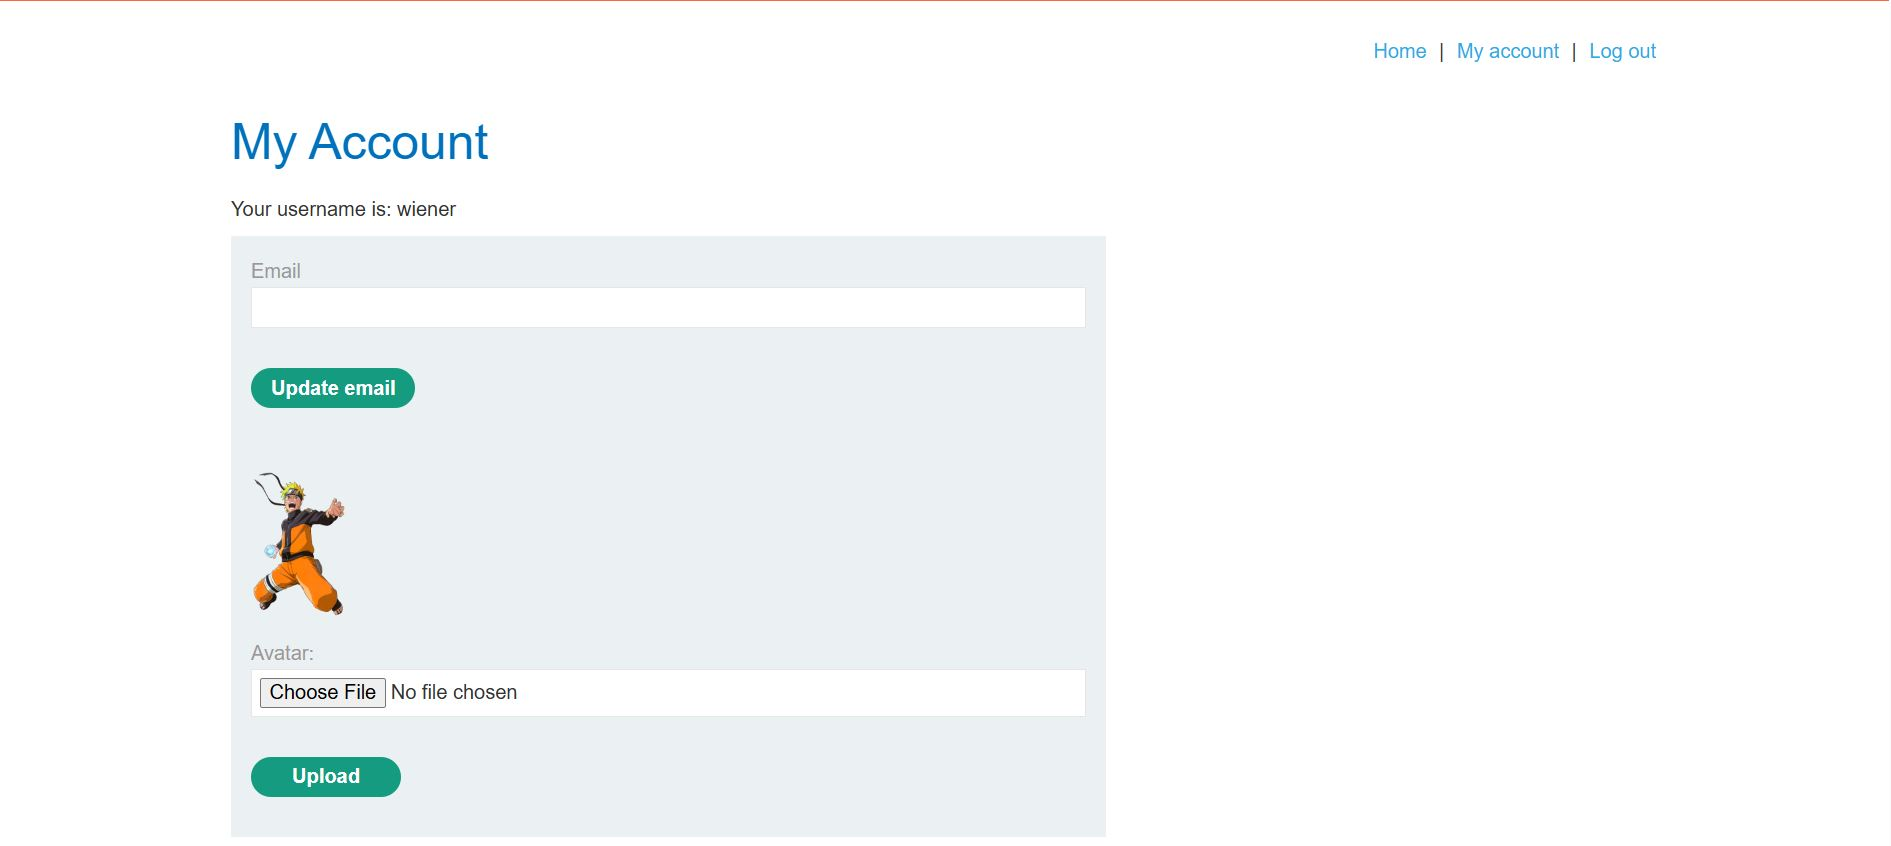 Home | My account | Log out
My Account
Your username is: wiener
Email
Update email
Avatar:
Choose File No file chosen
Upload